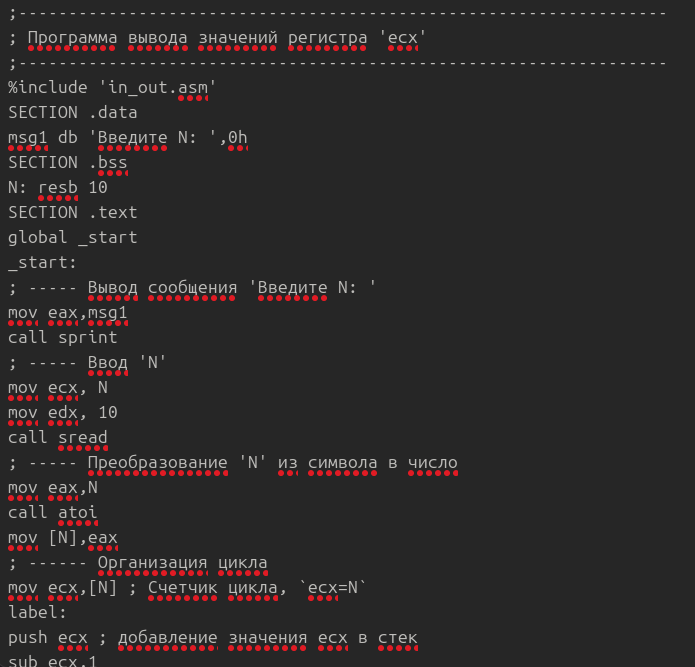 ;-----------------------------------------------------------------
; Программа вывода значений регистра 'ecx'
;-----------------------------------------------------------------
%include 'in_out.asm'
SECTION .data
msg1 db 'Введите N: ',0h
SECTION .bss
N: resb 10
SECTION .text
global _start
_start:
; ----- Вывод сообщения 'Введите N: '
mov eax,msg1
call sprint
; ----- Ввод 'N'
mov ecx, N
mov edx, 10
call sread
; ----- Преобразование 'N' из символа в число
mov eax,N
call atoi
mov [N],eax
; ------ Организация цикла
mov ecx,[N] ; Счетчик цикла, `ecx=N`
label:
push ecx ; добавление значения ecx в стек
sub ecx,1